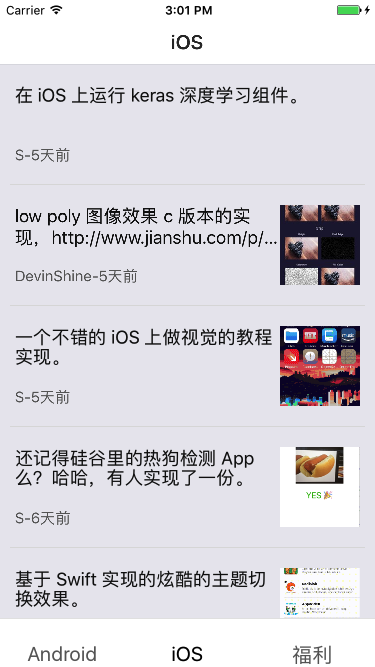 Carrier 3:01 PM
iOS
在 iOS 上运行 keras 深度学习组件。
S-5天前
low poly 图像效果 c 版本的实
现，http://www.jianshu.com/p/...
DevinShine-5天前
一个不错的 iOS 上做视觉的教程
实现。
S-5天前
还记得硅谷里的热狗检测 App
么？哈哈，有人实现了一份。
YES 🎉
S-6天前
基于 Swift 实现的炫酷的主题切
换效果。
Android iOS 福利